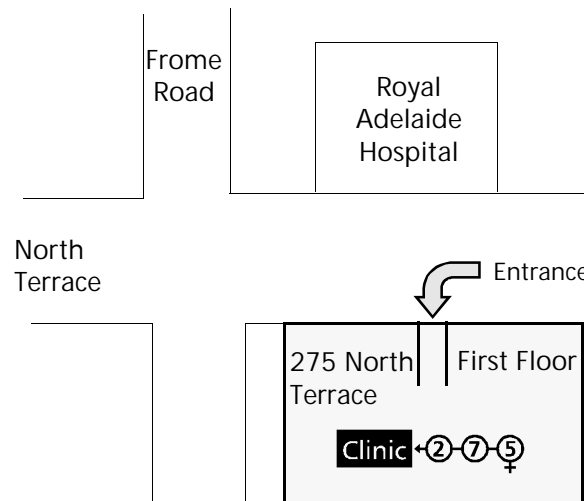 Frome
Road
Royal
Adelaide
Hospital
North
Terrace
Entrance
275 North
Terrace
First Floor
Clinic 2 7 5